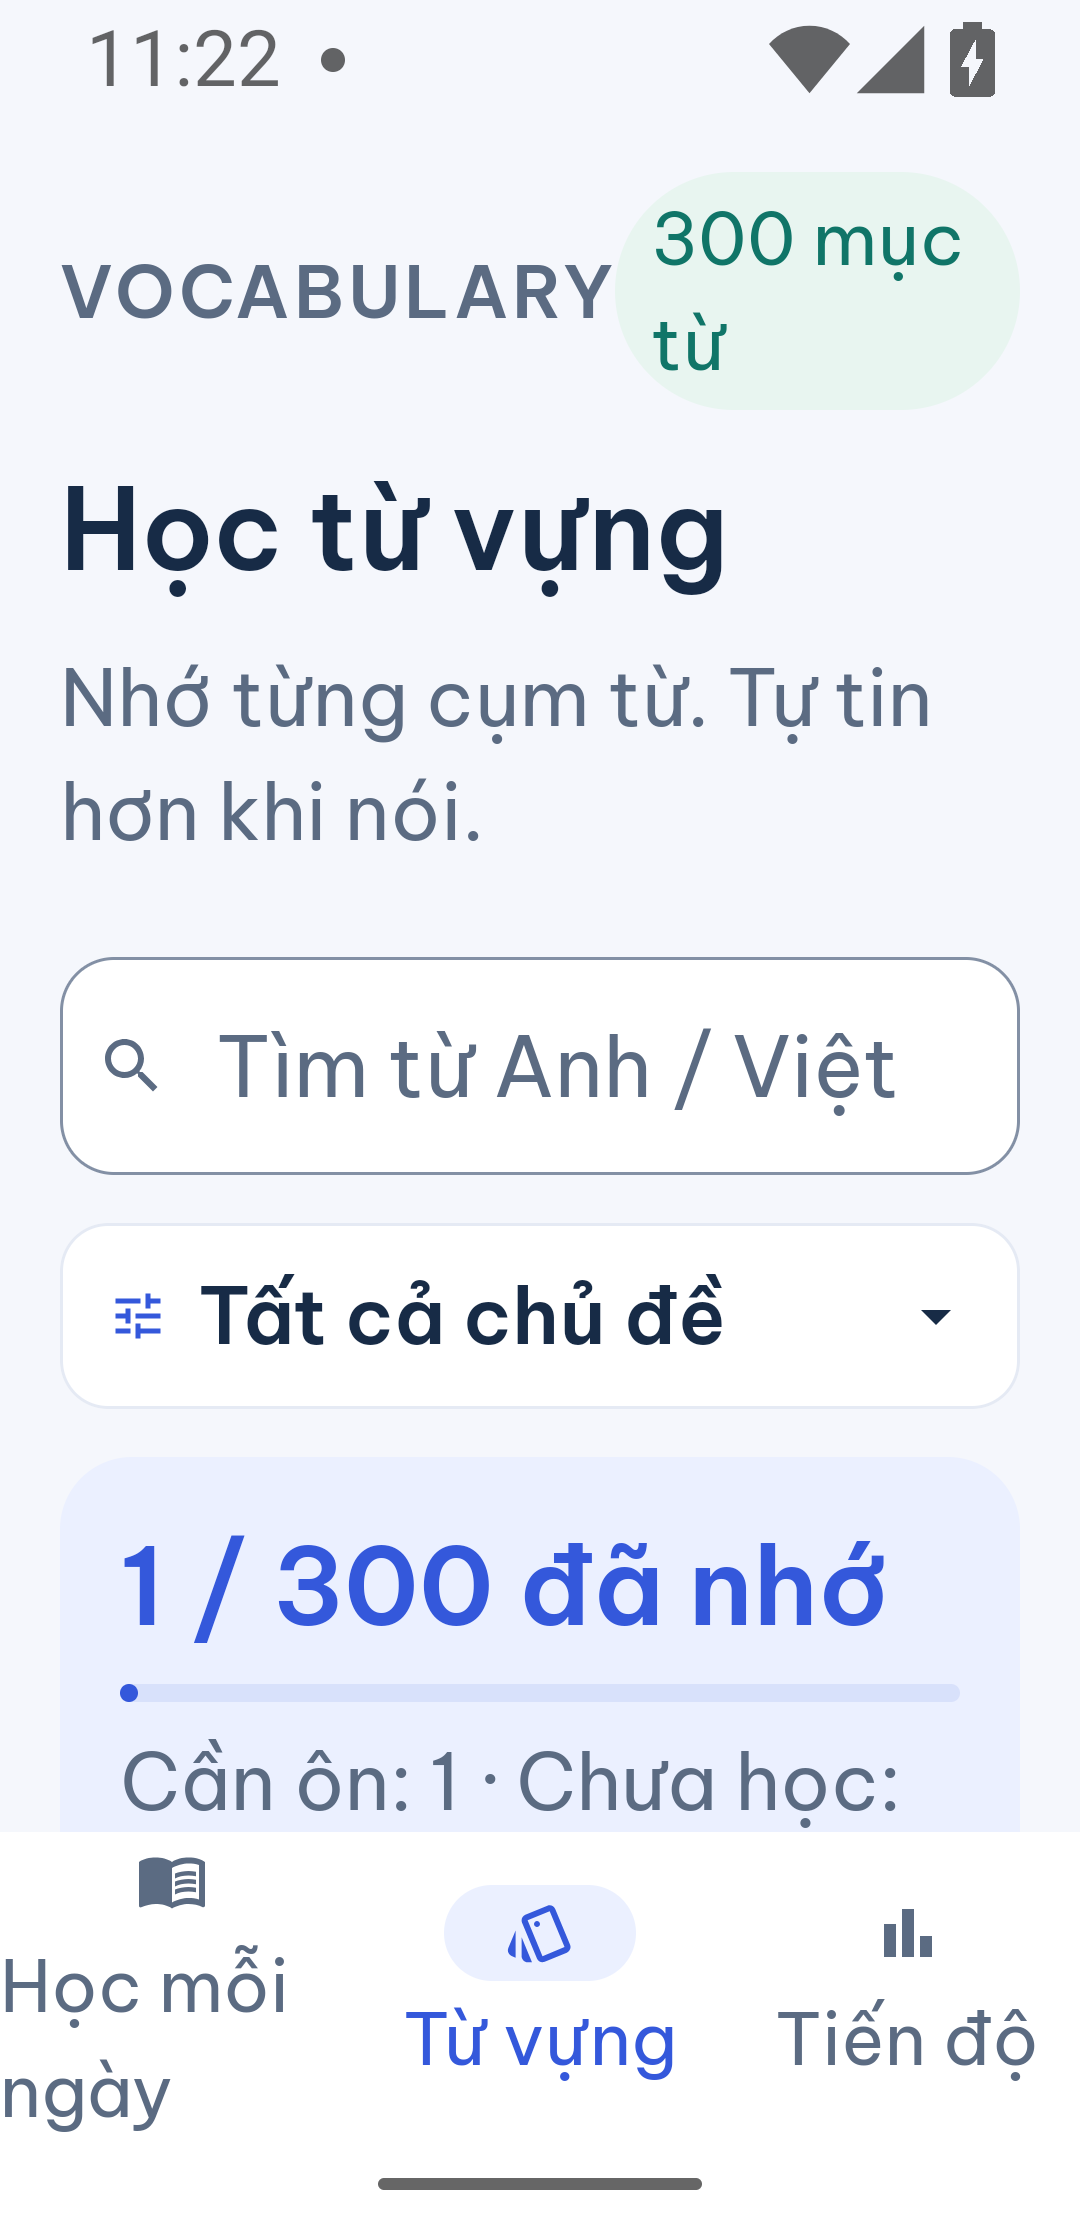 11:22
VOCABULARY
300 mục
từ
Học từ vựng
Nhớ từng cụm từ. Tự tin
hơn khi nói.
Tìm từ Anh / Việt
Tất cả chủ đề
1 / 300 đã nhớ
Cần ôn: 1 · Chưa học:
Học mỗi
ngày
Từ vựng
Tiến độ